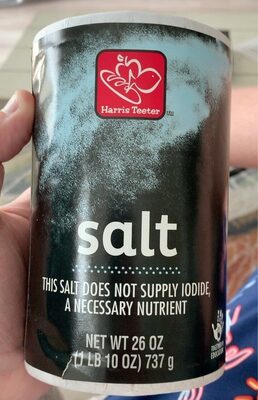 Harris Teeter
salt
THIS SALT DOES NOT SUPPLY IODIDE,
A NECESSARY NUTRIENT
NET WT 26 OZ
(1 LB 10 OZ) 737 g